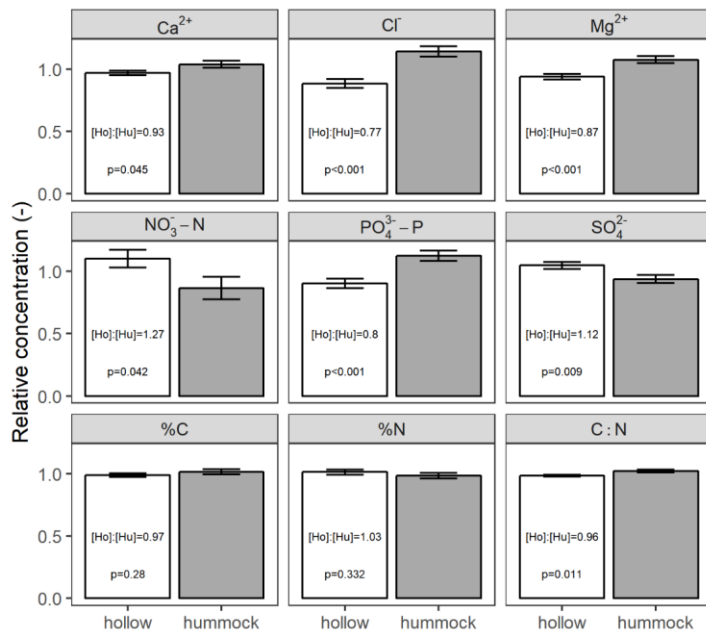 Ca²⁺ Cl⁻ Mg²⁺
1.0
0.5
0.0
[Ho]:[Hu]=0.93 [Ho]:[Hu]=0.77 [Ho]:[Hu]=0.87
p=0.045 p<0.001 p<0.001
Relative concentration (-)
NO₃⁻ – N PO₄³⁻ – P SO₄²⁻
1.0
0.5
0.0
[Ho]:[Hu]=1.27 [Ho]:[Hu]=0.8 [Ho]:[Hu]=1.12
p=0.042 p<0.001 p=0.009
%C %N C : N
1.0
0.5
0.0
[Ho]:[Hu]=0.97 [Ho]:[Hu]=1.03 [Ho]:[Hu]=0.96
p=0.28 p=0.332 p=0.011
hollow hummock hollow hummock hollow hummock